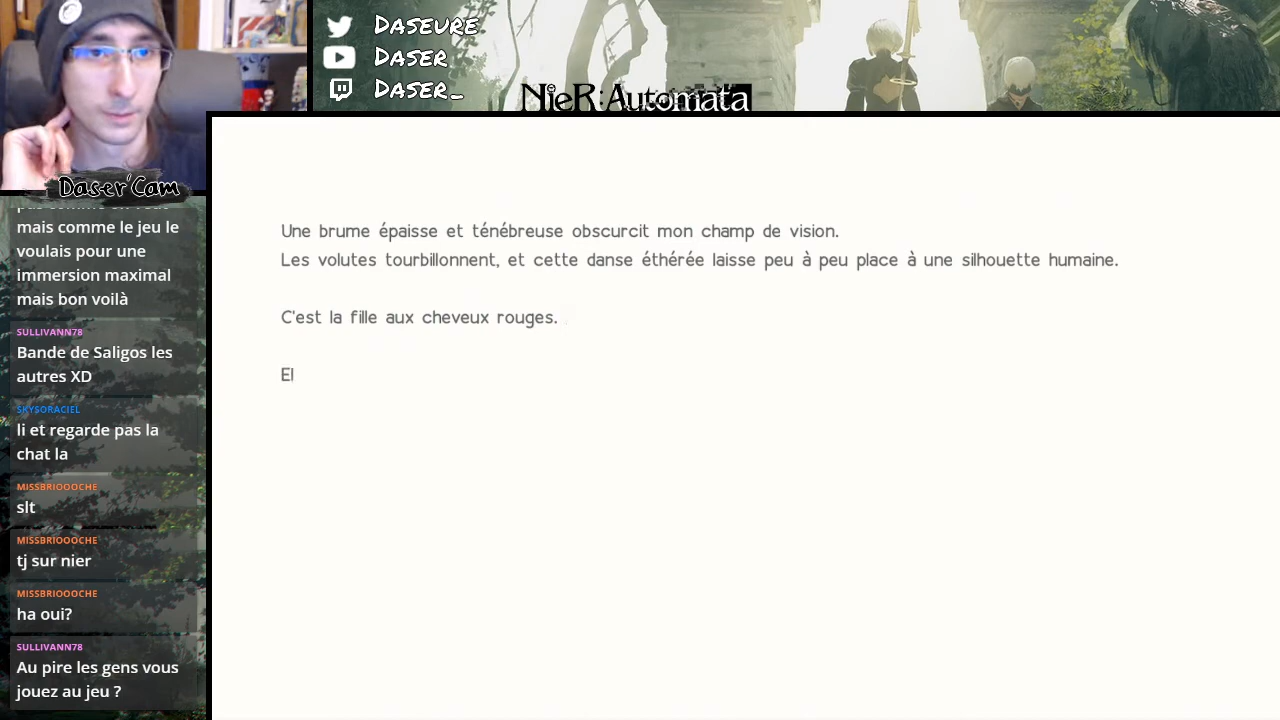 DASEURE
DASER
DASER_
NieR:Automata
Daser'Cam
mais comme le jeu le
voulais pour une
immersion maximal
mais bon voilà
SULLIVANN78
Bande de Saligos les
autres XD
SKYSORACIEL
li et regarde pas la
chat la
MISSBRIOOOCHE
slt
MISSBRIOOOCHE
tj sur nier
MISSBRIOOOCHE
ha oui?
SULLIVANN78
Au pire les gens vous
jouez au jeu ?
Une brume épaisse et ténébreuse obscurcit mon champ de vision.
Les volutes tourbillonnent, et cette danse éthérée laisse peu à peu place à une silhouette humaine.
C'est la fille aux cheveux rouges.
El